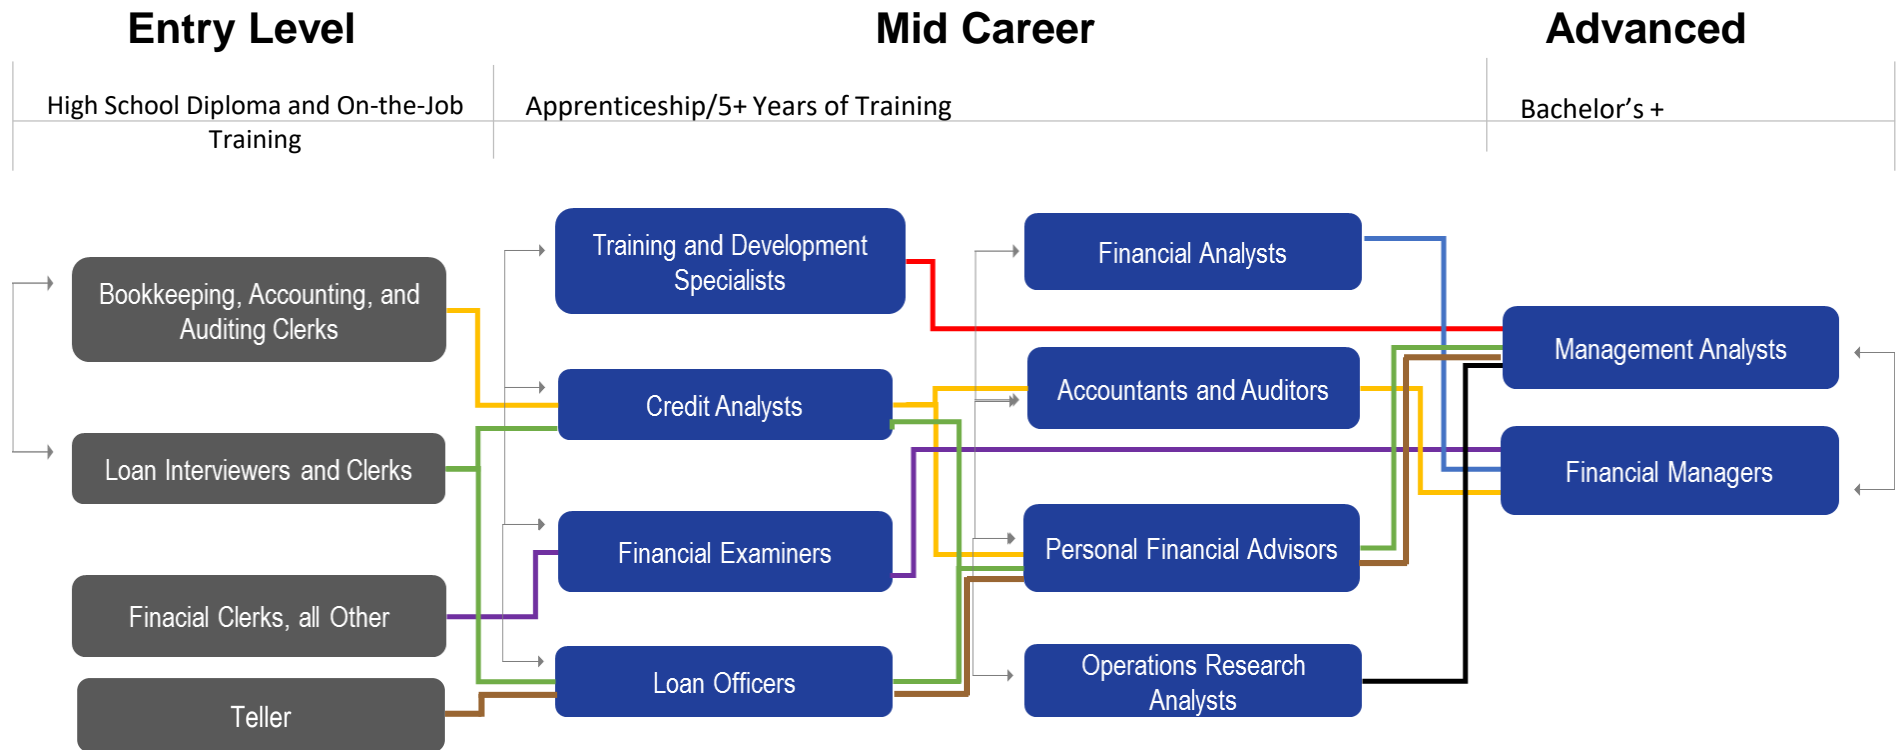 Entry Level
Mid Career
Advanced
High School Diploma and On-the-Job
Training
Apprenticeship/5+ Years of Training
Bachelor’s +
Bookkeeping, Accounting, and
Auditing Clerks
Loan Interviewers and Clerks
Finacial Clerks, all Other
Teller
Training and Development
Specialists
Credit Analysts
Financial Examiners
Loan Officers
Financial Analysts
Accountants and Auditors
Personal Financial Advisors
Operations Research
Analysts
Management Analysts
Financial Managers